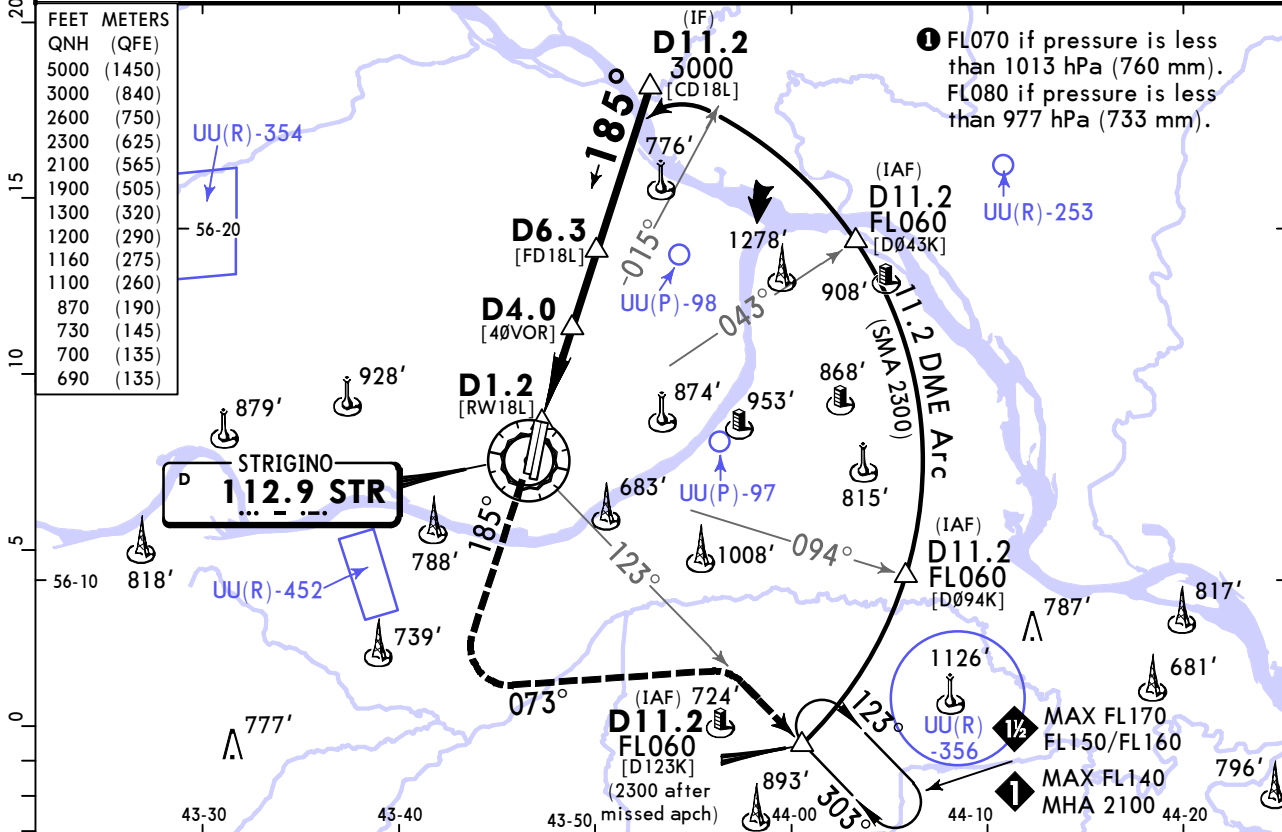 FEET METERS
QNH (QFE)
5000 (1450)
3000 (840)
2600 (750)
2300 (625)
2100 (565)
1900 (505)
1300 (320)
1200 (290)
1160 (275)
1100 (260)
870 (190)
730 (145)
700 (135)
690 (135)
20
15
10
5
0
(IF)
D11.2
3000
[CD18L]
1 FL070 if pressure is less
than 1013 hPa (760 mm).
FL080 if pressure is less
than 977 hPa (733 mm).
UU(R)-354
56-20
185°
776'
015°
(IAF)
D11.2
FL060
[DØ43K]
UU(R)-253
D6.3
[FD18L]
1278'
UU(P)-98
908'
043°
11.2 DME Arc
(SMA 2300)
D4.0
[4ØVOR]
D1.2
[RW18L]
928'
879'
874'
953'
868'
815'
STRIGINO
D 112.9 STR
683'
UU(P)-97
185°
788'
818'
56-10
UU(R)-452
123°
1008'
094°
(IAF)
D11.2
FL060
[DØ94K]
739'
787'
817'
681'
1126'
UU(R)
-356
073°
777'
(IAF) 724'
D11.2
FL060
[D123K]
(2300 after
missed apch)
893'
123°
303°
1½ MAX FL170
FL150/FL160
1 MAX FL140
MHA 2100
796'
43-30
43-40
43-50
44-00
44-10
44-20